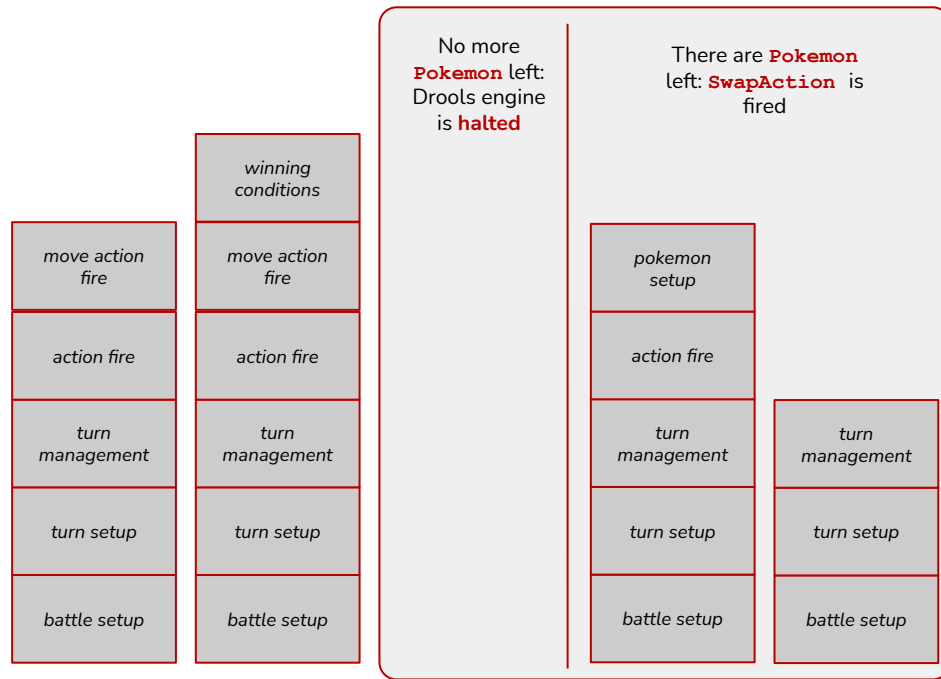 No more
Pokemon left:
Drools engine
is halted
There are Pokemon
left: SwapAction is
fired
move action
fire
action fire
turn
management
turn setup
battle setup
winning
conditions
move action
fire
action fire
turn
management
turn setup
battle setup
pokemon
setup
action fire
turn
management
turn setup
battle setup
turn
management
turn setup
battle setup